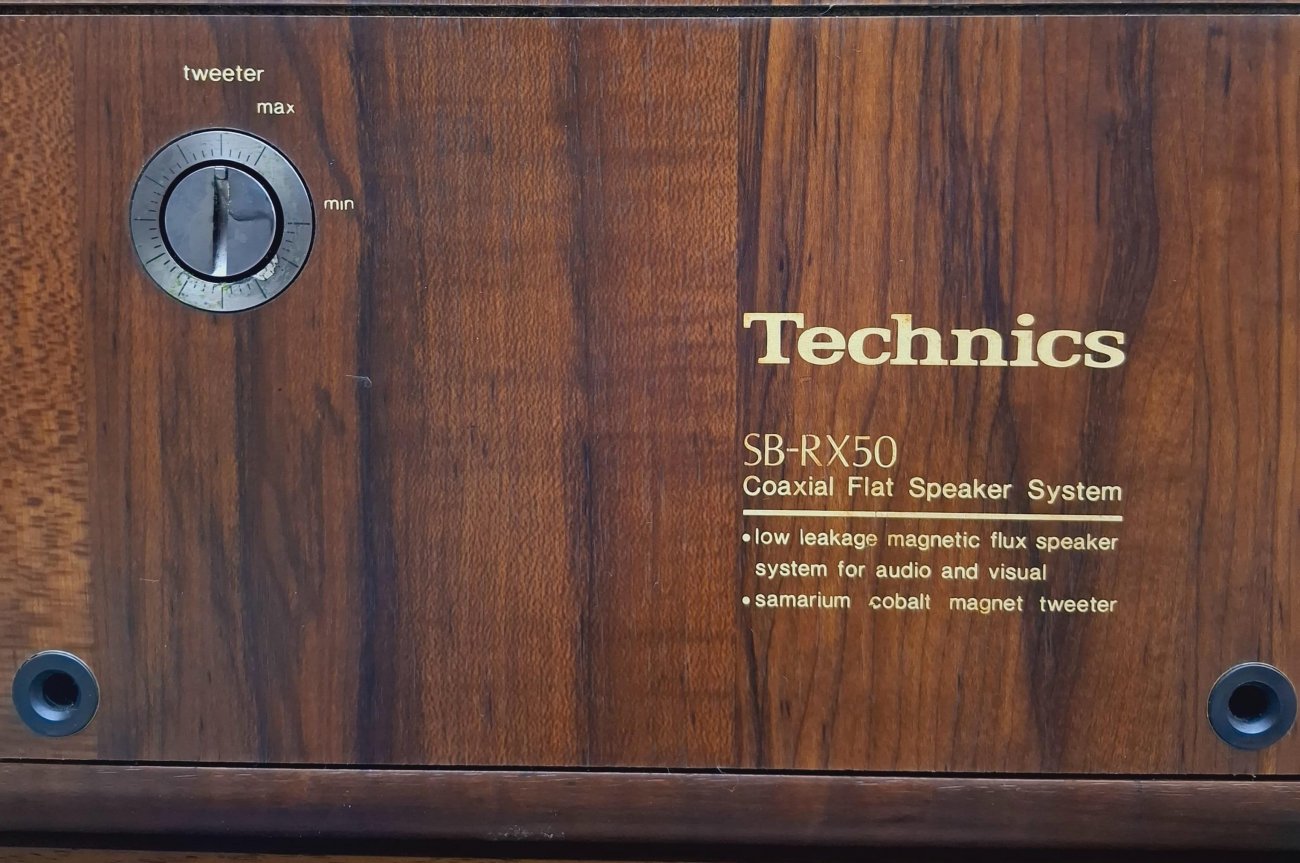 tweeter
max
min
Technics
SB-RX50
Coaxial Flat Speaker System
•low leakage magnetic flux speaker
system for audio and visual
•samarium cobalt magnet tweeter